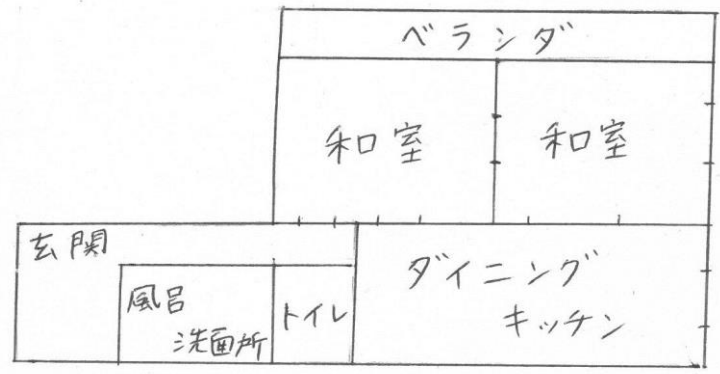 ベランダ
和室
和室
玄関
風呂
洗面所
トイレ
ダイニング
キッチン